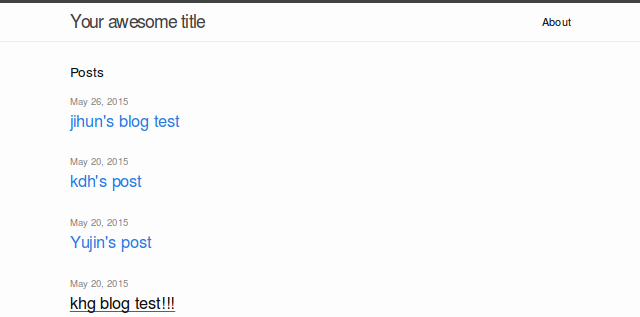 Your awesome title
About
Posts
May 26, 2015
jihun's blog test
May 20, 2015
kdh's post
May 20, 2015
Yujin's post
May 20, 2015
khg blog test!!!